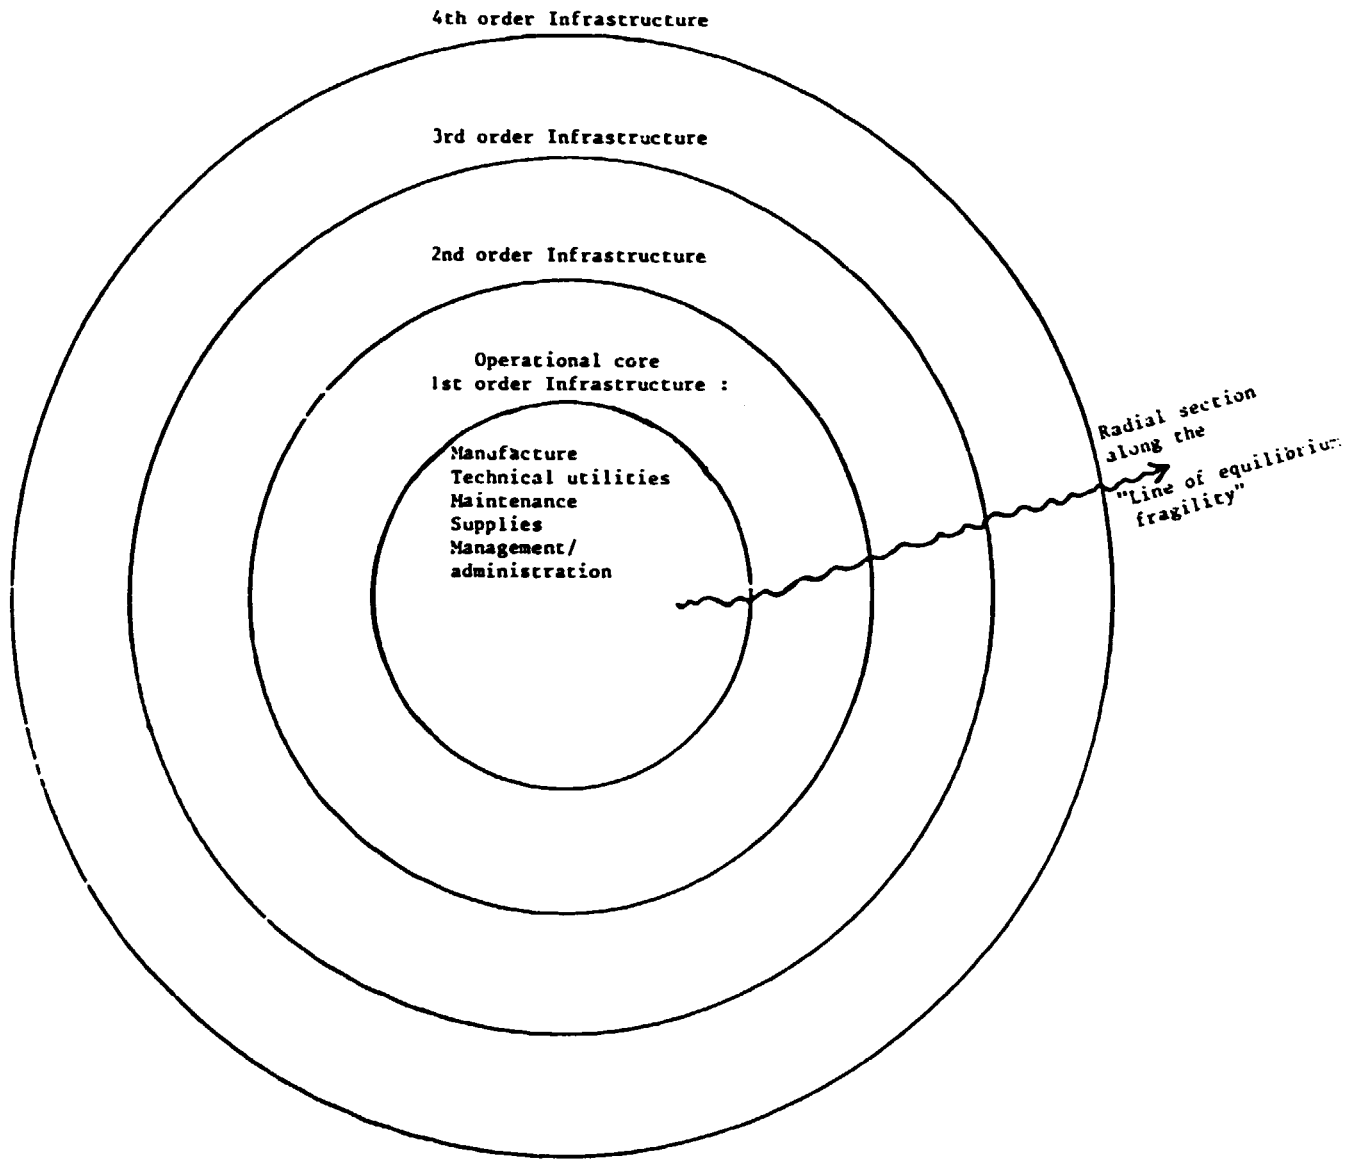 4th order Infrastructure
3rd order Infrastructure
2nd order Infrastructure
Operational core
1st order Infrastructure :
Manufacture
Technical utilities
Maintenance
Supplies
Management/
administration
Radial section
along the
"Line of equilibrium
fragility"